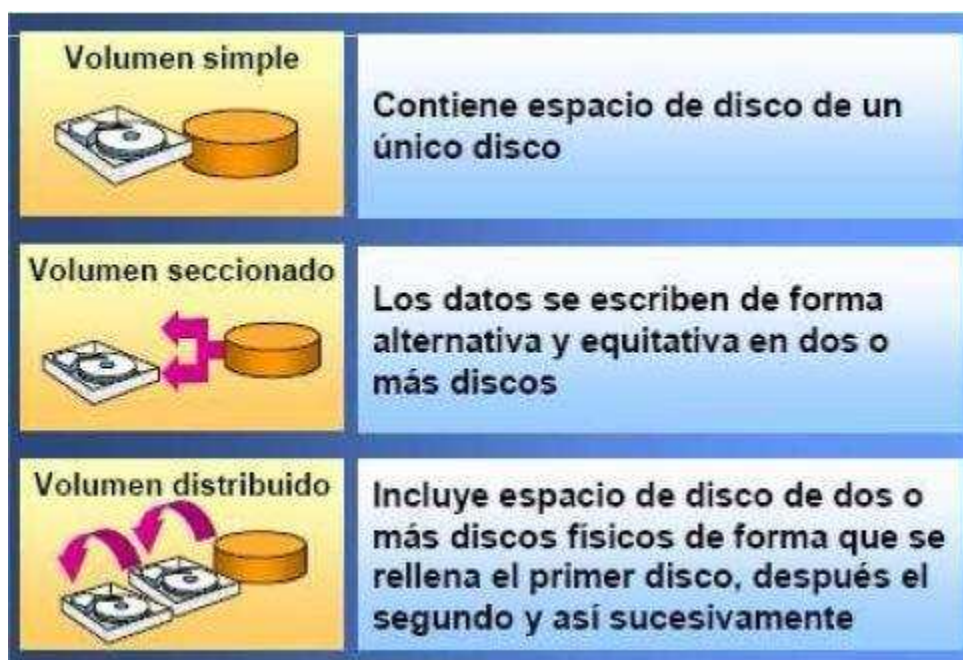 Volumen simple
Contiene espacio de disco de un
único disco
Volumen seccionado
Los datos se escriben de forma
alternativa y equitativa en dos o
más discos
Volumen distribuido
Incluye espacio de disco de dos o
más discos físicos de forma que se
rellena el primer disco, después el
segundo y así sucesivamente